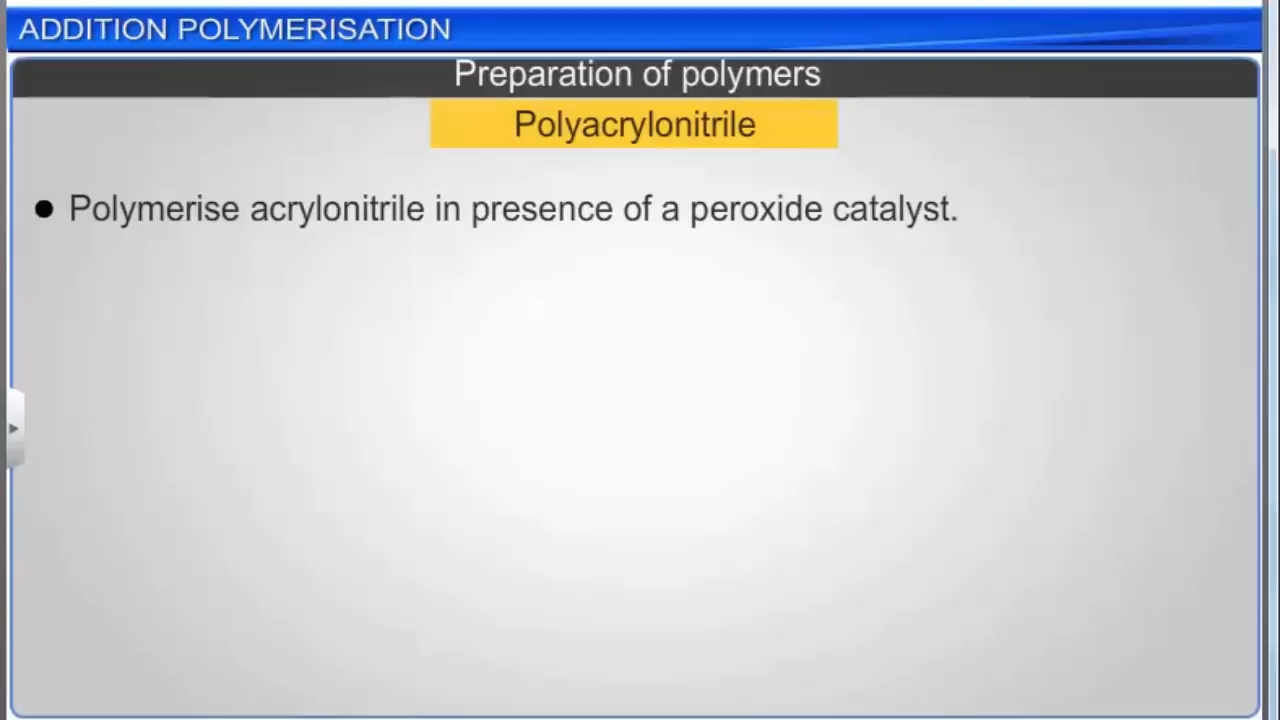 ADDITION POLYMERISATION
Preparation of polymers
Polyacrylonitrile
● Polymerise acrylonitrile in presence of a peroxide catalyst.